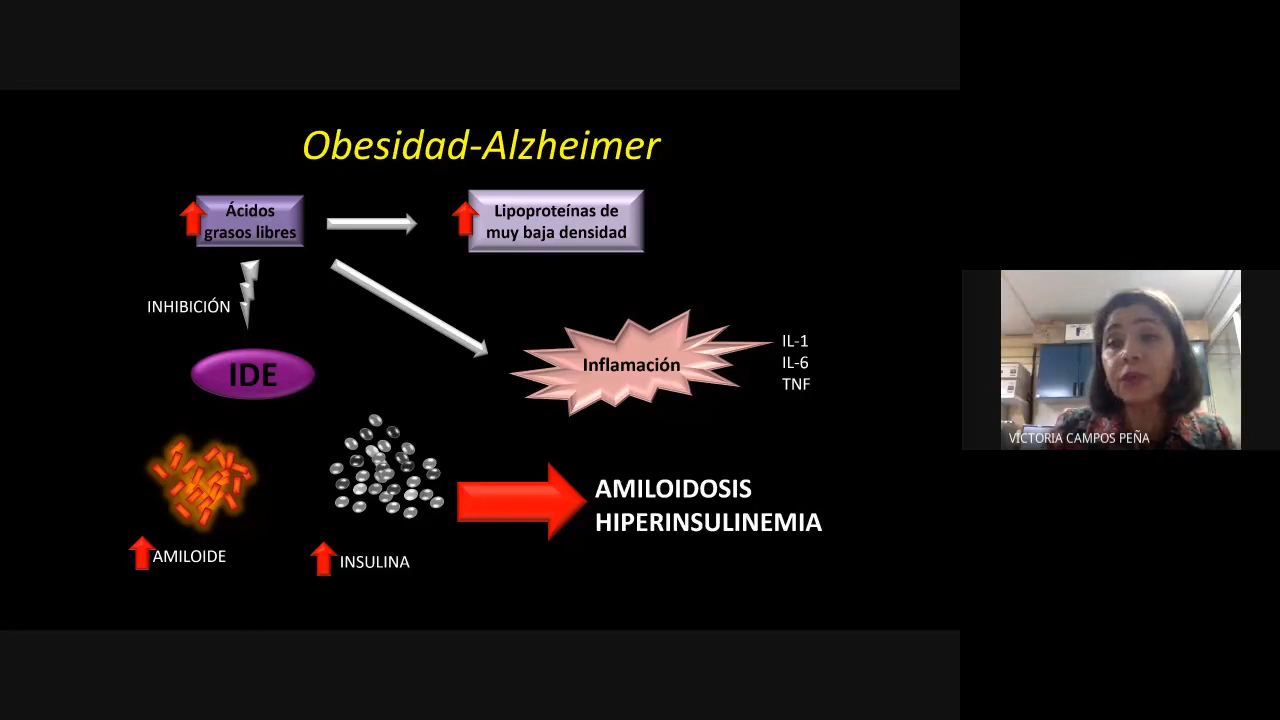 Obesidad-Alzheimer
Ácidos
grasos libres
Lipoproteínas de
muy baja densidad
INHIBICIÓN
IDE
Inflamación
IL-1
IL-6
TNF
AMILOIDE
INSULINA
AMILOIDOSIS
HIPERINSULINEMIA
VICTORIA CAMPOS PEÑA